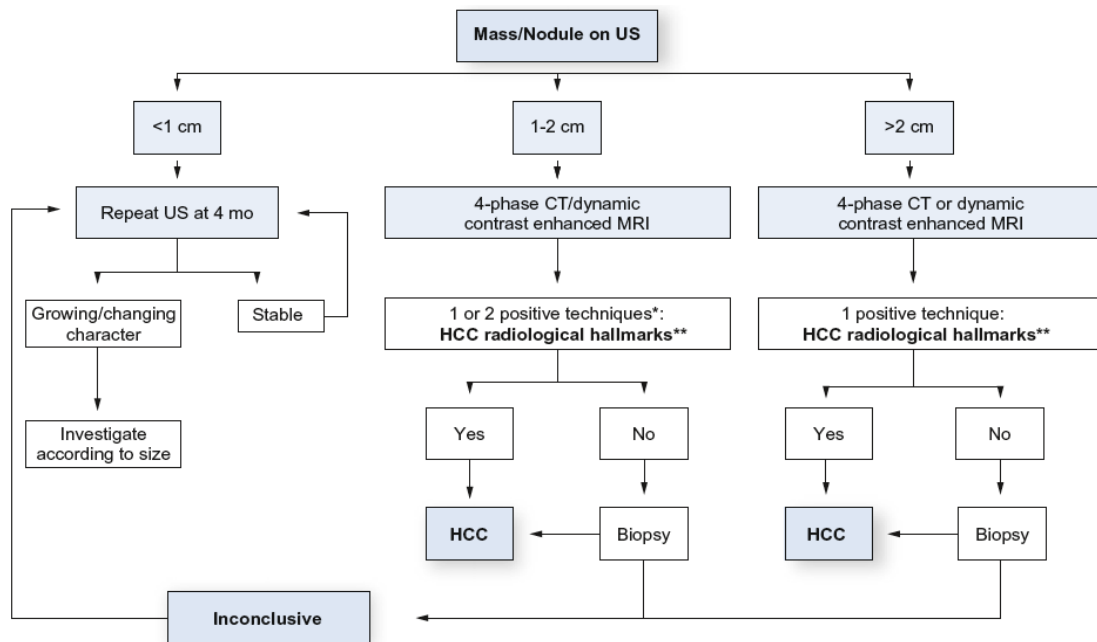 Mass/Nodule on US
<1 cm
1-2 cm
>2 cm
Repeat US at 4 mo
4-phase CT/dynamic
contrast enhanced MRI
4-phase CT or dynamic
contrast enhanced MRI
Growing/changing
character
Stable
1 or 2 positive techniques*:
HCC radiological hallmarks**
1 positive technique:
HCC radiological hallmarks**
Investigate
according to size
Yes
No
Yes
No
HCC
Biopsy
HCC
Biopsy
Inconclusive